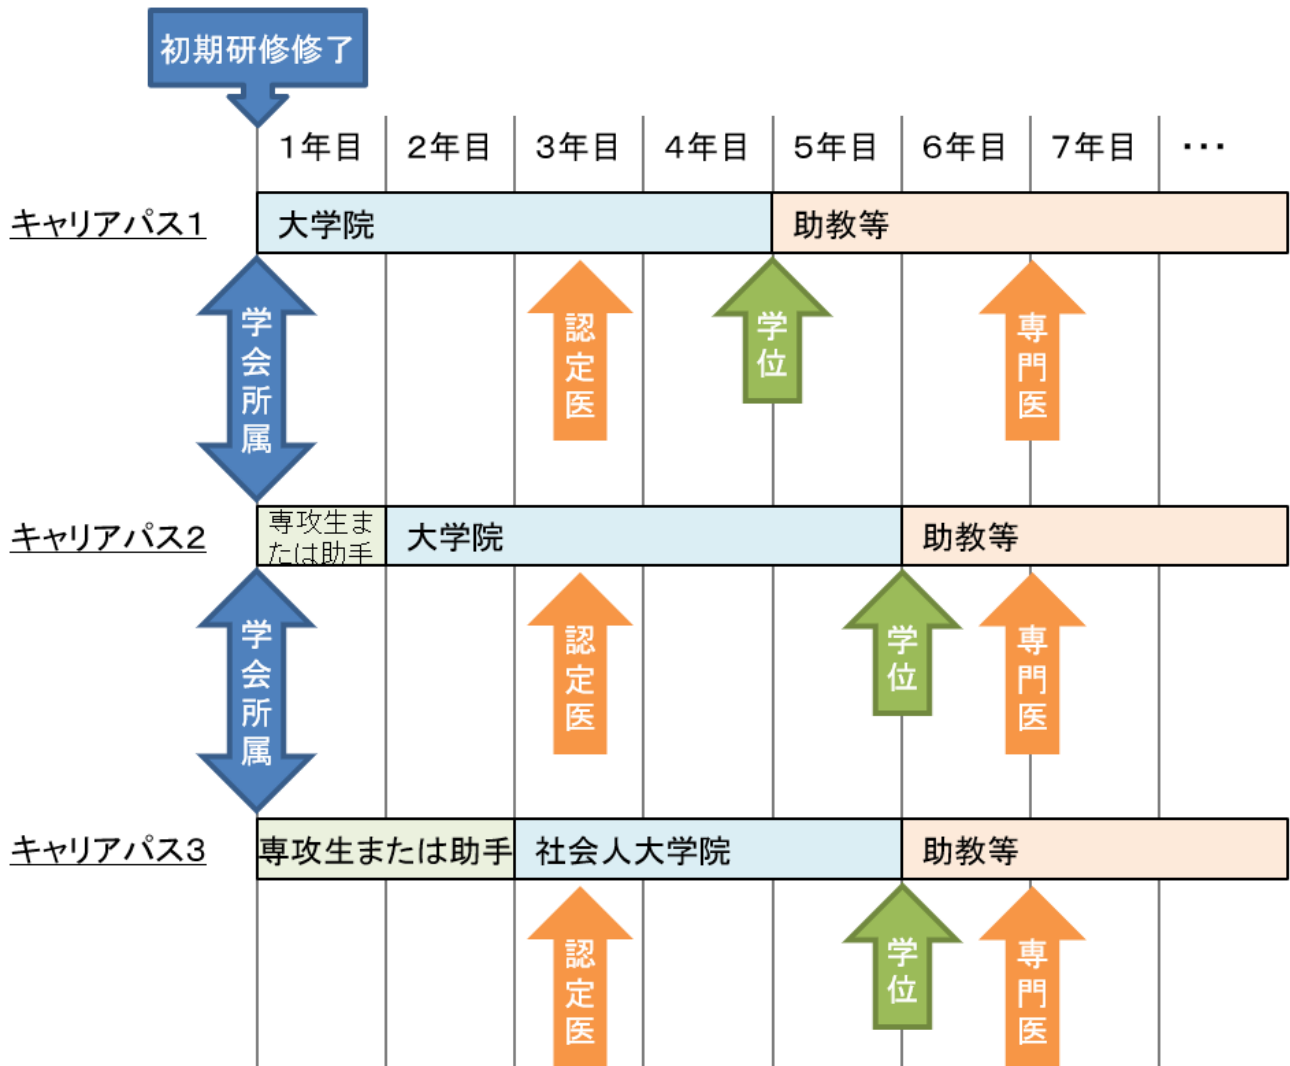 初期研修修了
1年目 2年目 3年目 4年目 5年目 6年目 7年目 ･･･
キャリアパス1 大学院 助教等
学会所属
認定医
学位
専門医
キャリアパス2 専攻生ま
たは助手 大学院 助教等
学会所属
認定医
学位
専門医
キャリアパス3 専攻生または助手 社会人大学院 助教等
認定医
学位
専門医